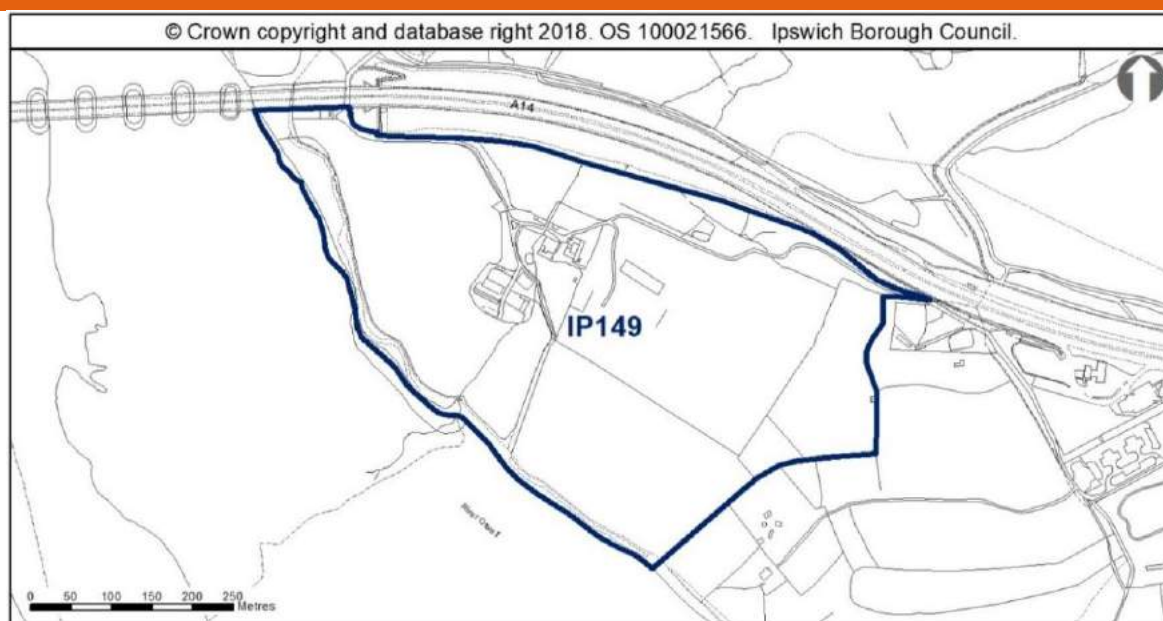 © Crown copyright and database right 2018. OS 100021566. Ipswich Borough Council.
A14
IP149
0 50 100 150 200 250
Metres